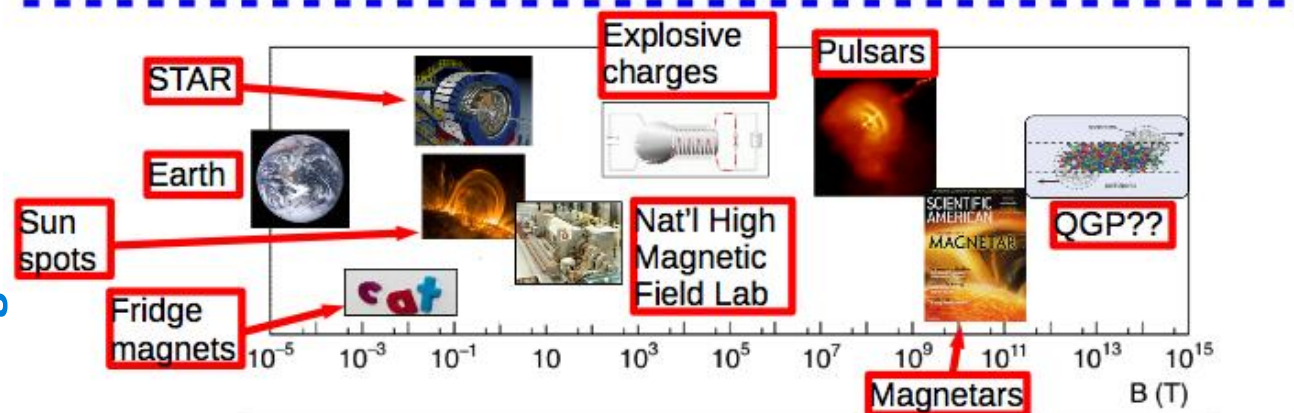 Explosive
charges
Pulsars
STAR
Earth
Sun
spots
Nat'l High
Magnetic
Field Lab
SCIENTIFIC
AMERICAN
MAGNETAR
QGP??
cat
Fridge
magnets
10⁻⁵ 10⁻³ 10⁻¹ 10 10³ 10⁵ 10⁷ 10⁹ 10¹¹ 10¹³ 10¹⁵
Magnetars
B (T)